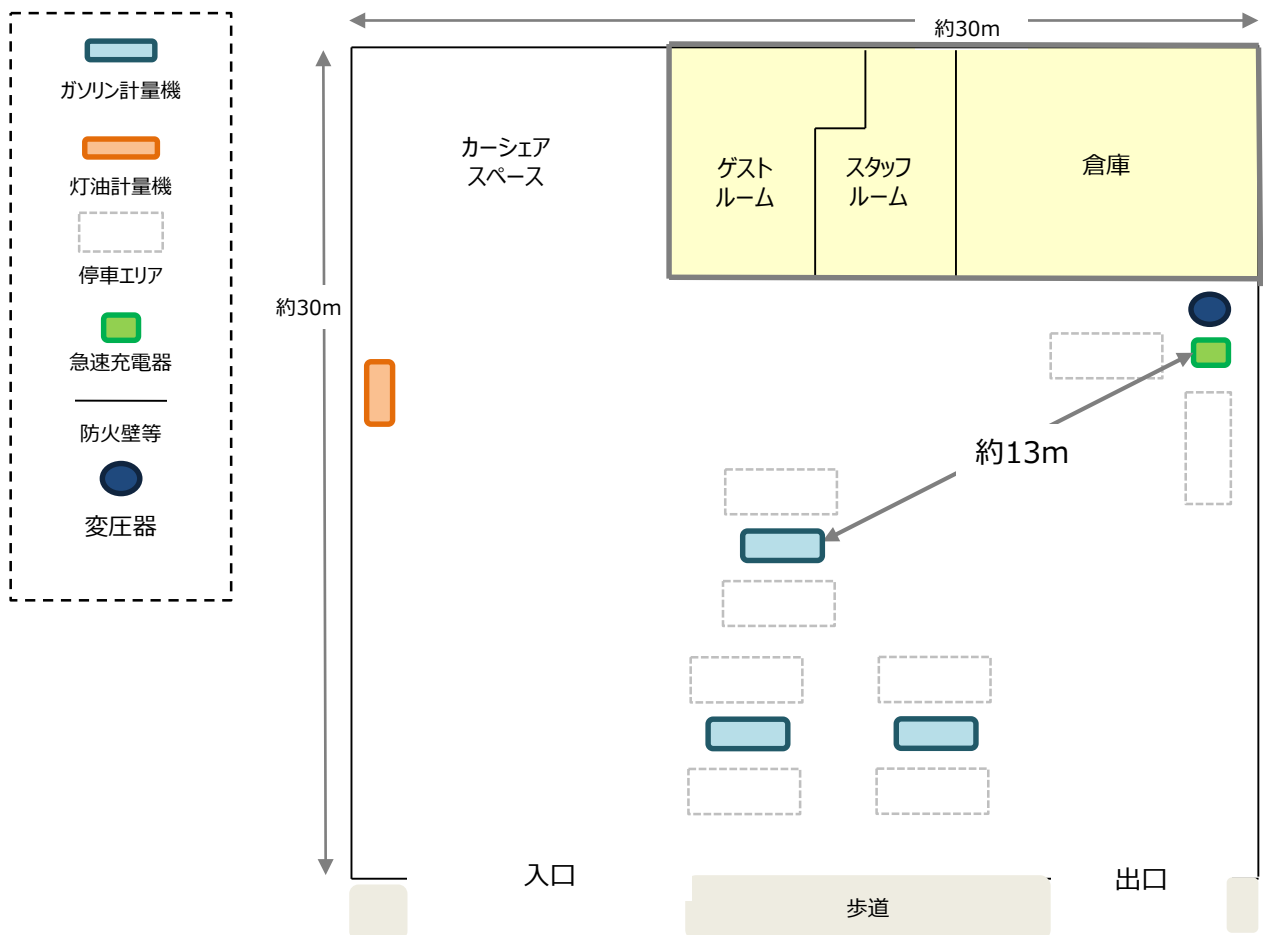 ガソリン計量機
灯油計量機
停車エリア
急速充電器
防火壁等
変圧器
約30m
約30m
カーシェア
スペース
ゲスト
ルーム
スタッフ
ルーム
倉庫
約13m
入口
出口
歩道